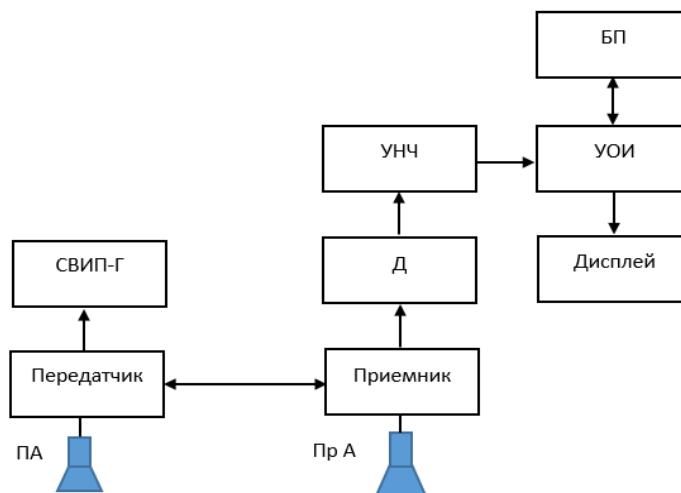 БП
УНЧ
УОИ
СВИП-Г
Д
Дисплей
Передатчик
Приемник
ПА
Пр А